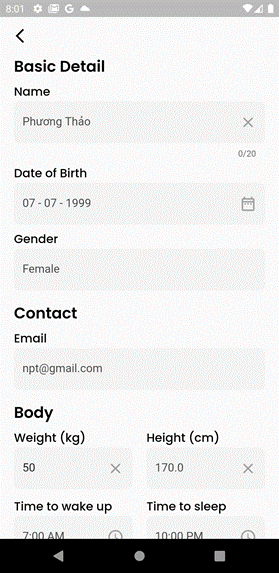 8:01
Basic Detail
Name
Phương Thảo
0/20
Date of Birth
07 - 07 - 1999
Gender
Female
Contact
Email
npt@gmail.com
Body
Weight (kg) Height (cm)
50 170.0
Time to wake up Time to sleep
7:00 AM 10:00 PM